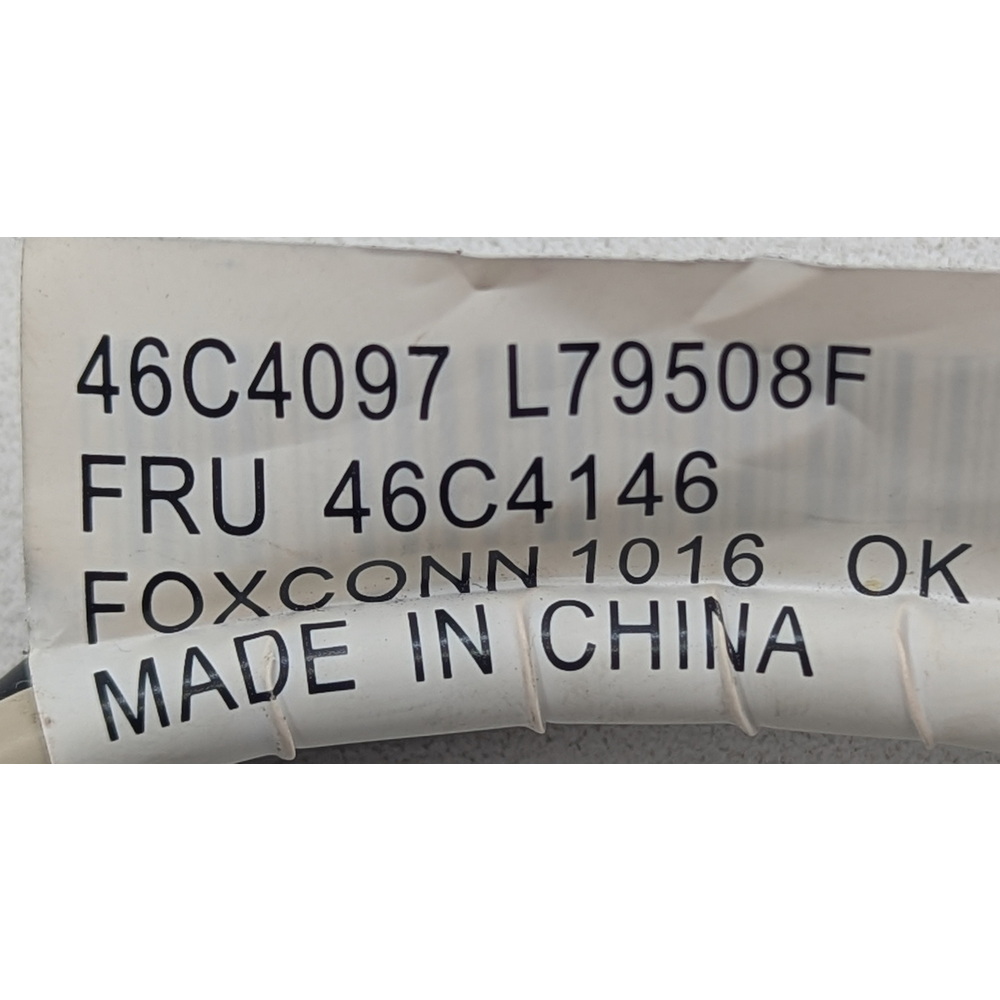 46C4097 L79508F
FRU 46C4146
FOXCONN 1016 OK
MADE IN CHINA